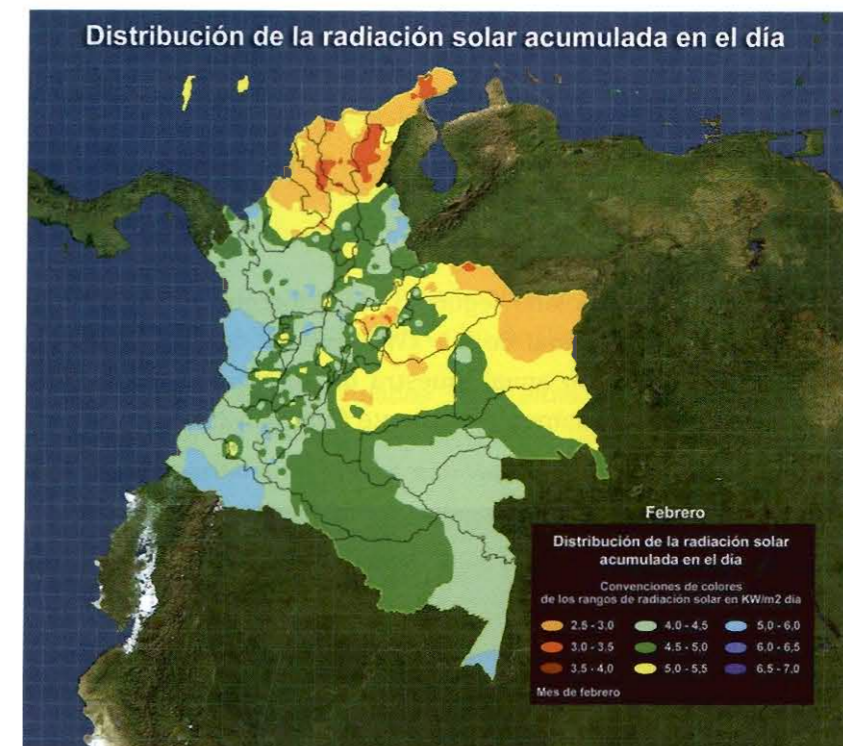 Distribución de la radiación solar acumulada en el día
Febrero
Distribución de la radiación solar
acumulada en el día
Convenciones de colores
de los rangos de radiación solar en KW/m2 día
2,5 - 3,0
4,0 - 4,5
5,0 - 6,0
3,0 - 3,5
4,5 - 5,0
6,0 - 6,5
3,5 - 4,0
5,0 - 5,5
6,5 - 7,0
Mes de febrero